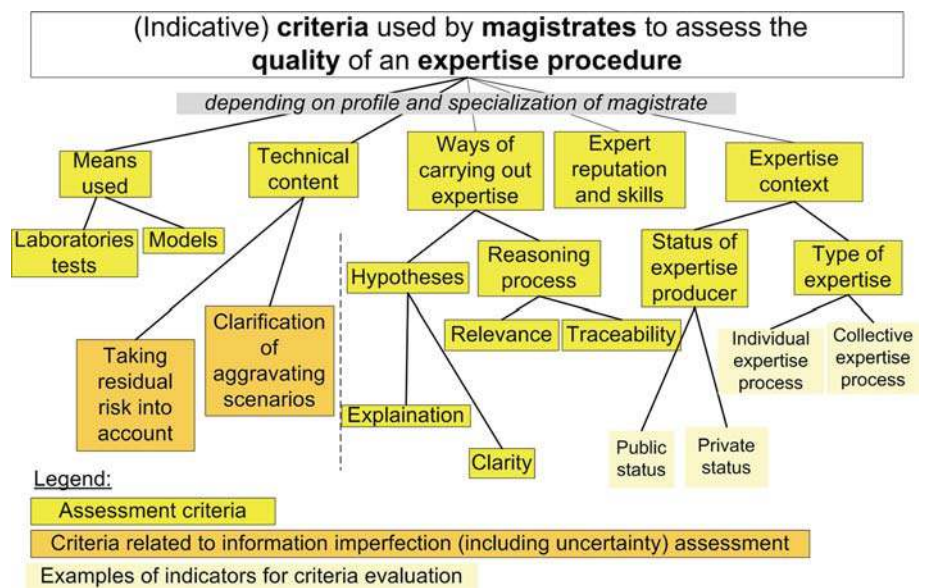 (Indicative) criteria used by magistrates to assess the
quality of an expertise procedure
depending on profile and specialization of magistrate
Means
used
Technical
content
Ways of
carrying out
expertise
Expert
reputation
and skills
Expertise
context
Laboratories
tests
Models
Hypotheses
Reasoning
process
Status of
expertise
producer
Type of
expertise
Taking
residual
risk into
account
Clarification
of
aggravating
scenarios
Relevance
Traceability
Individual
expertise
process
Collective
expertise
process
Explaination
Clarity
Public
status
Private
status
Legend:
Assessment criteria
Criteria related to information imperfection (including uncertainty) assessment
Examples of indicators for criteria evaluation